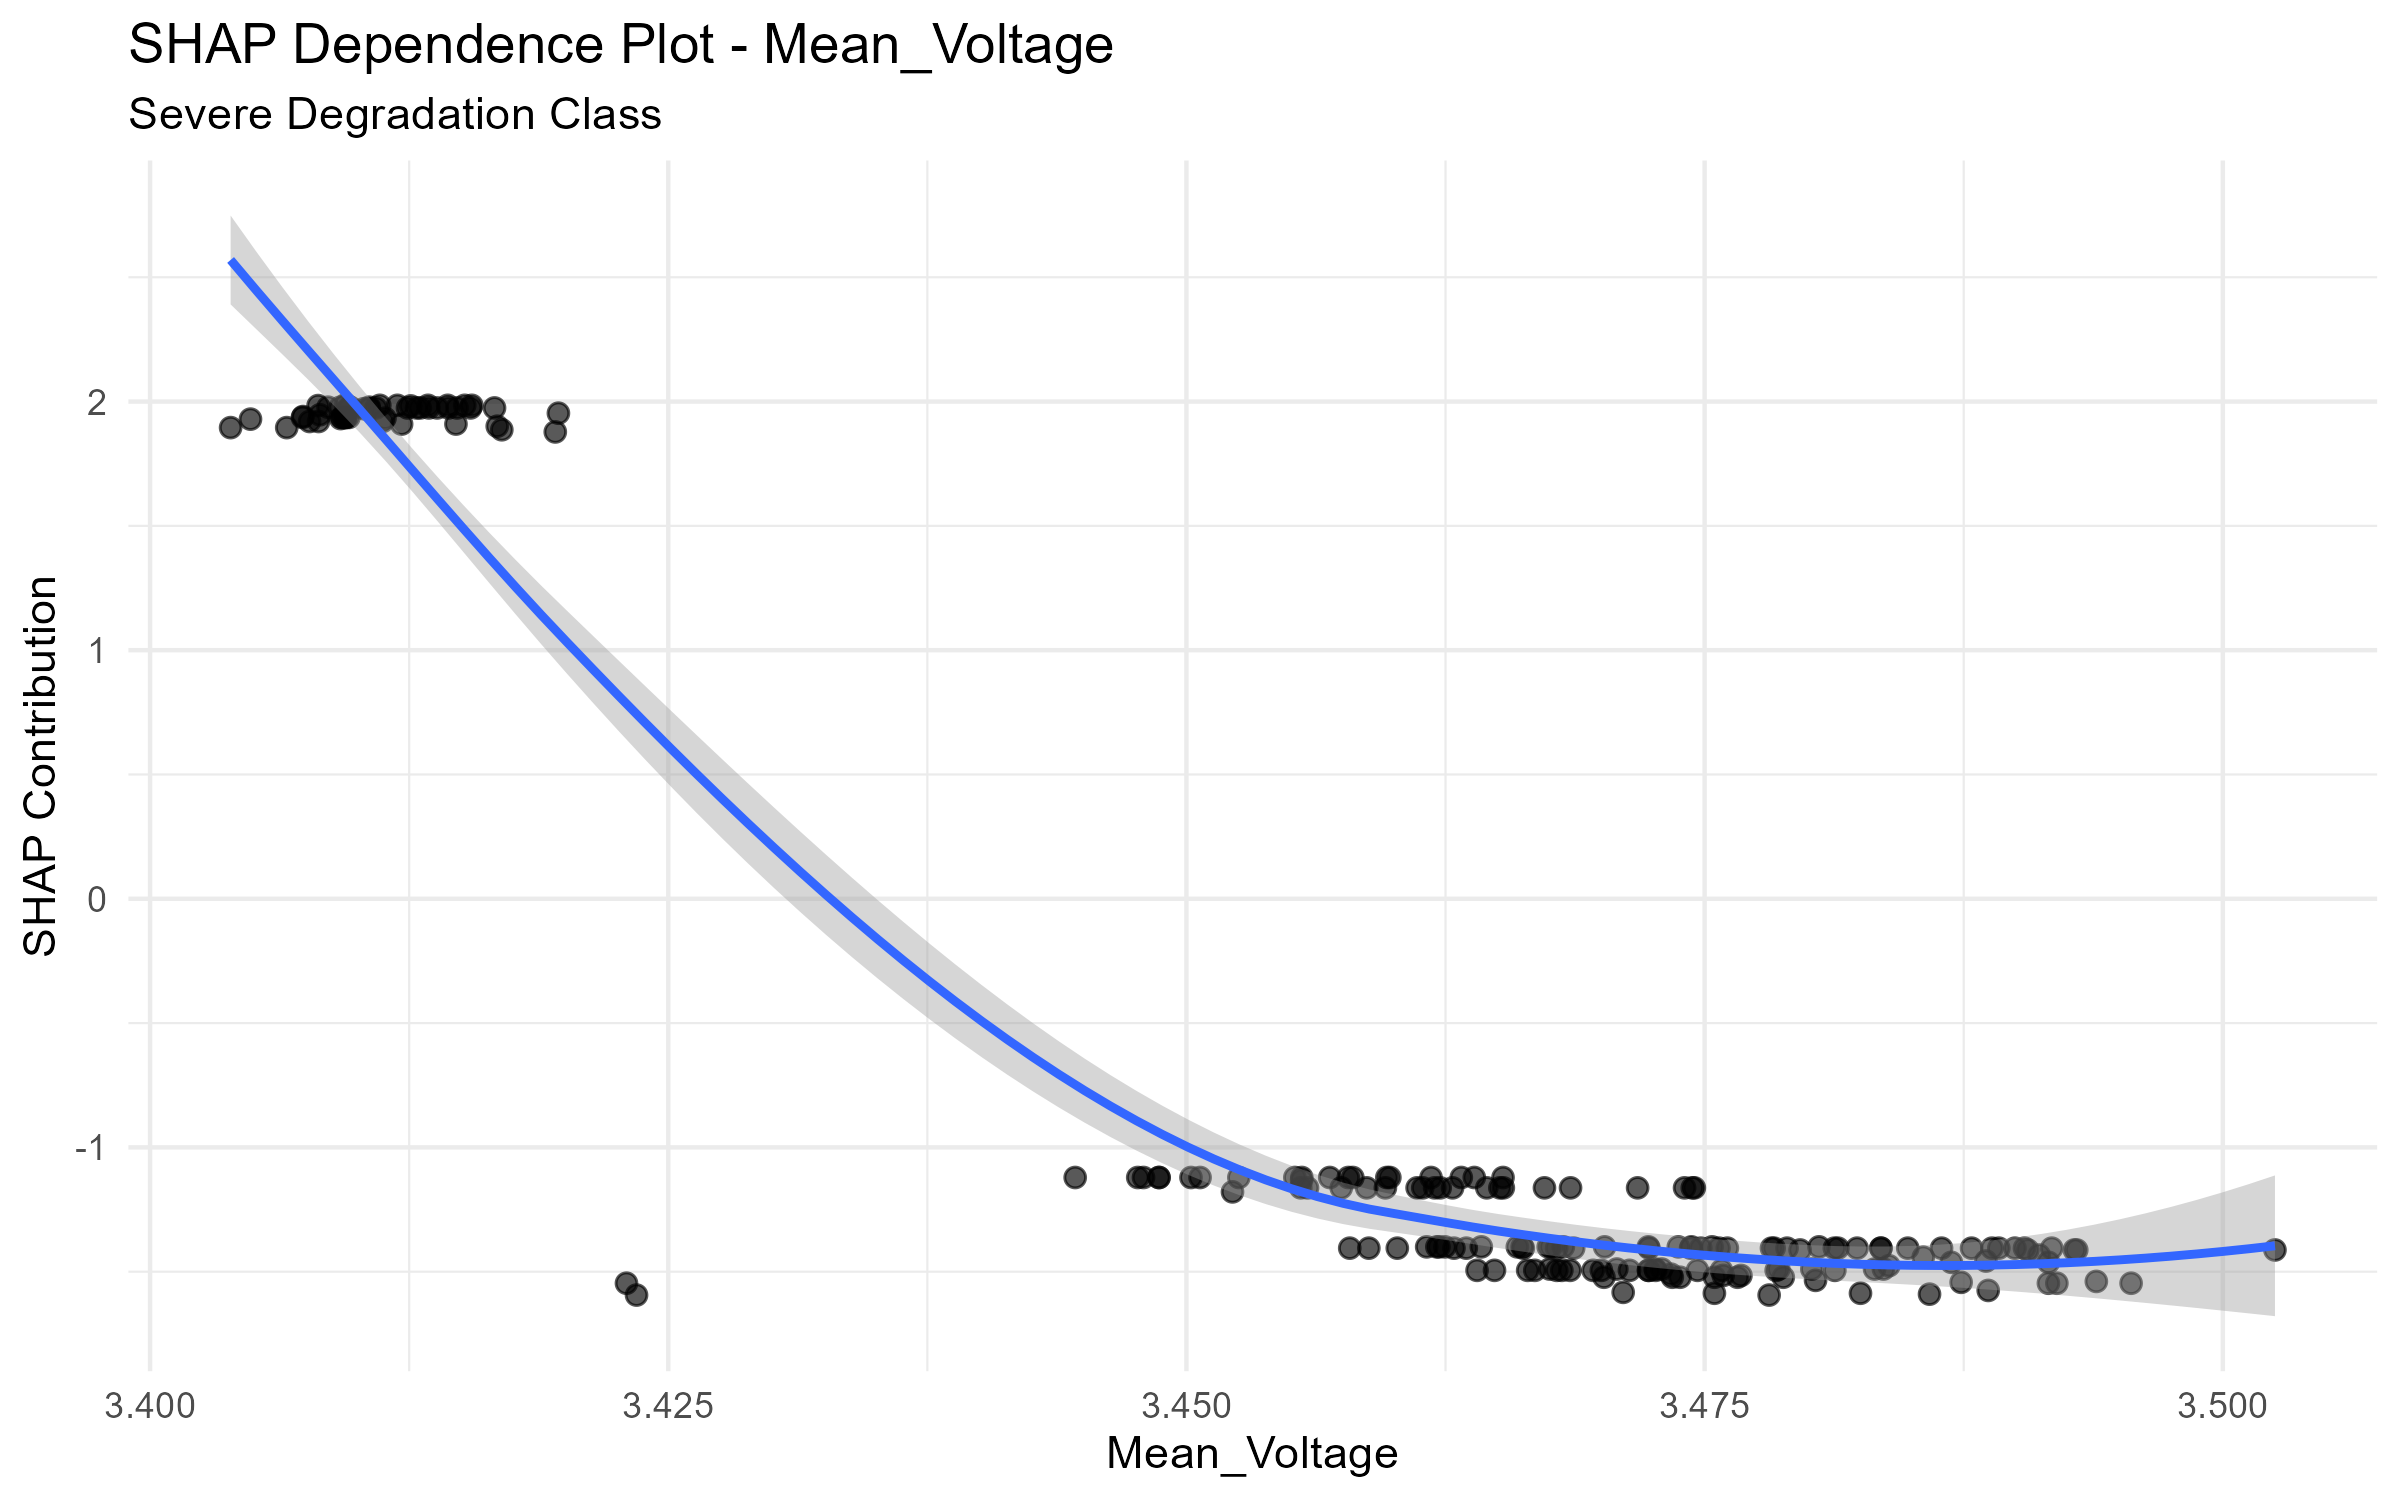 SHAP Dependence Plot - Mean_Voltage
Severe Degradation Class
SHAP Contribution
2
1
0
-1
3.400 3.425 3.450 3.475 3.500
Mean_Voltage